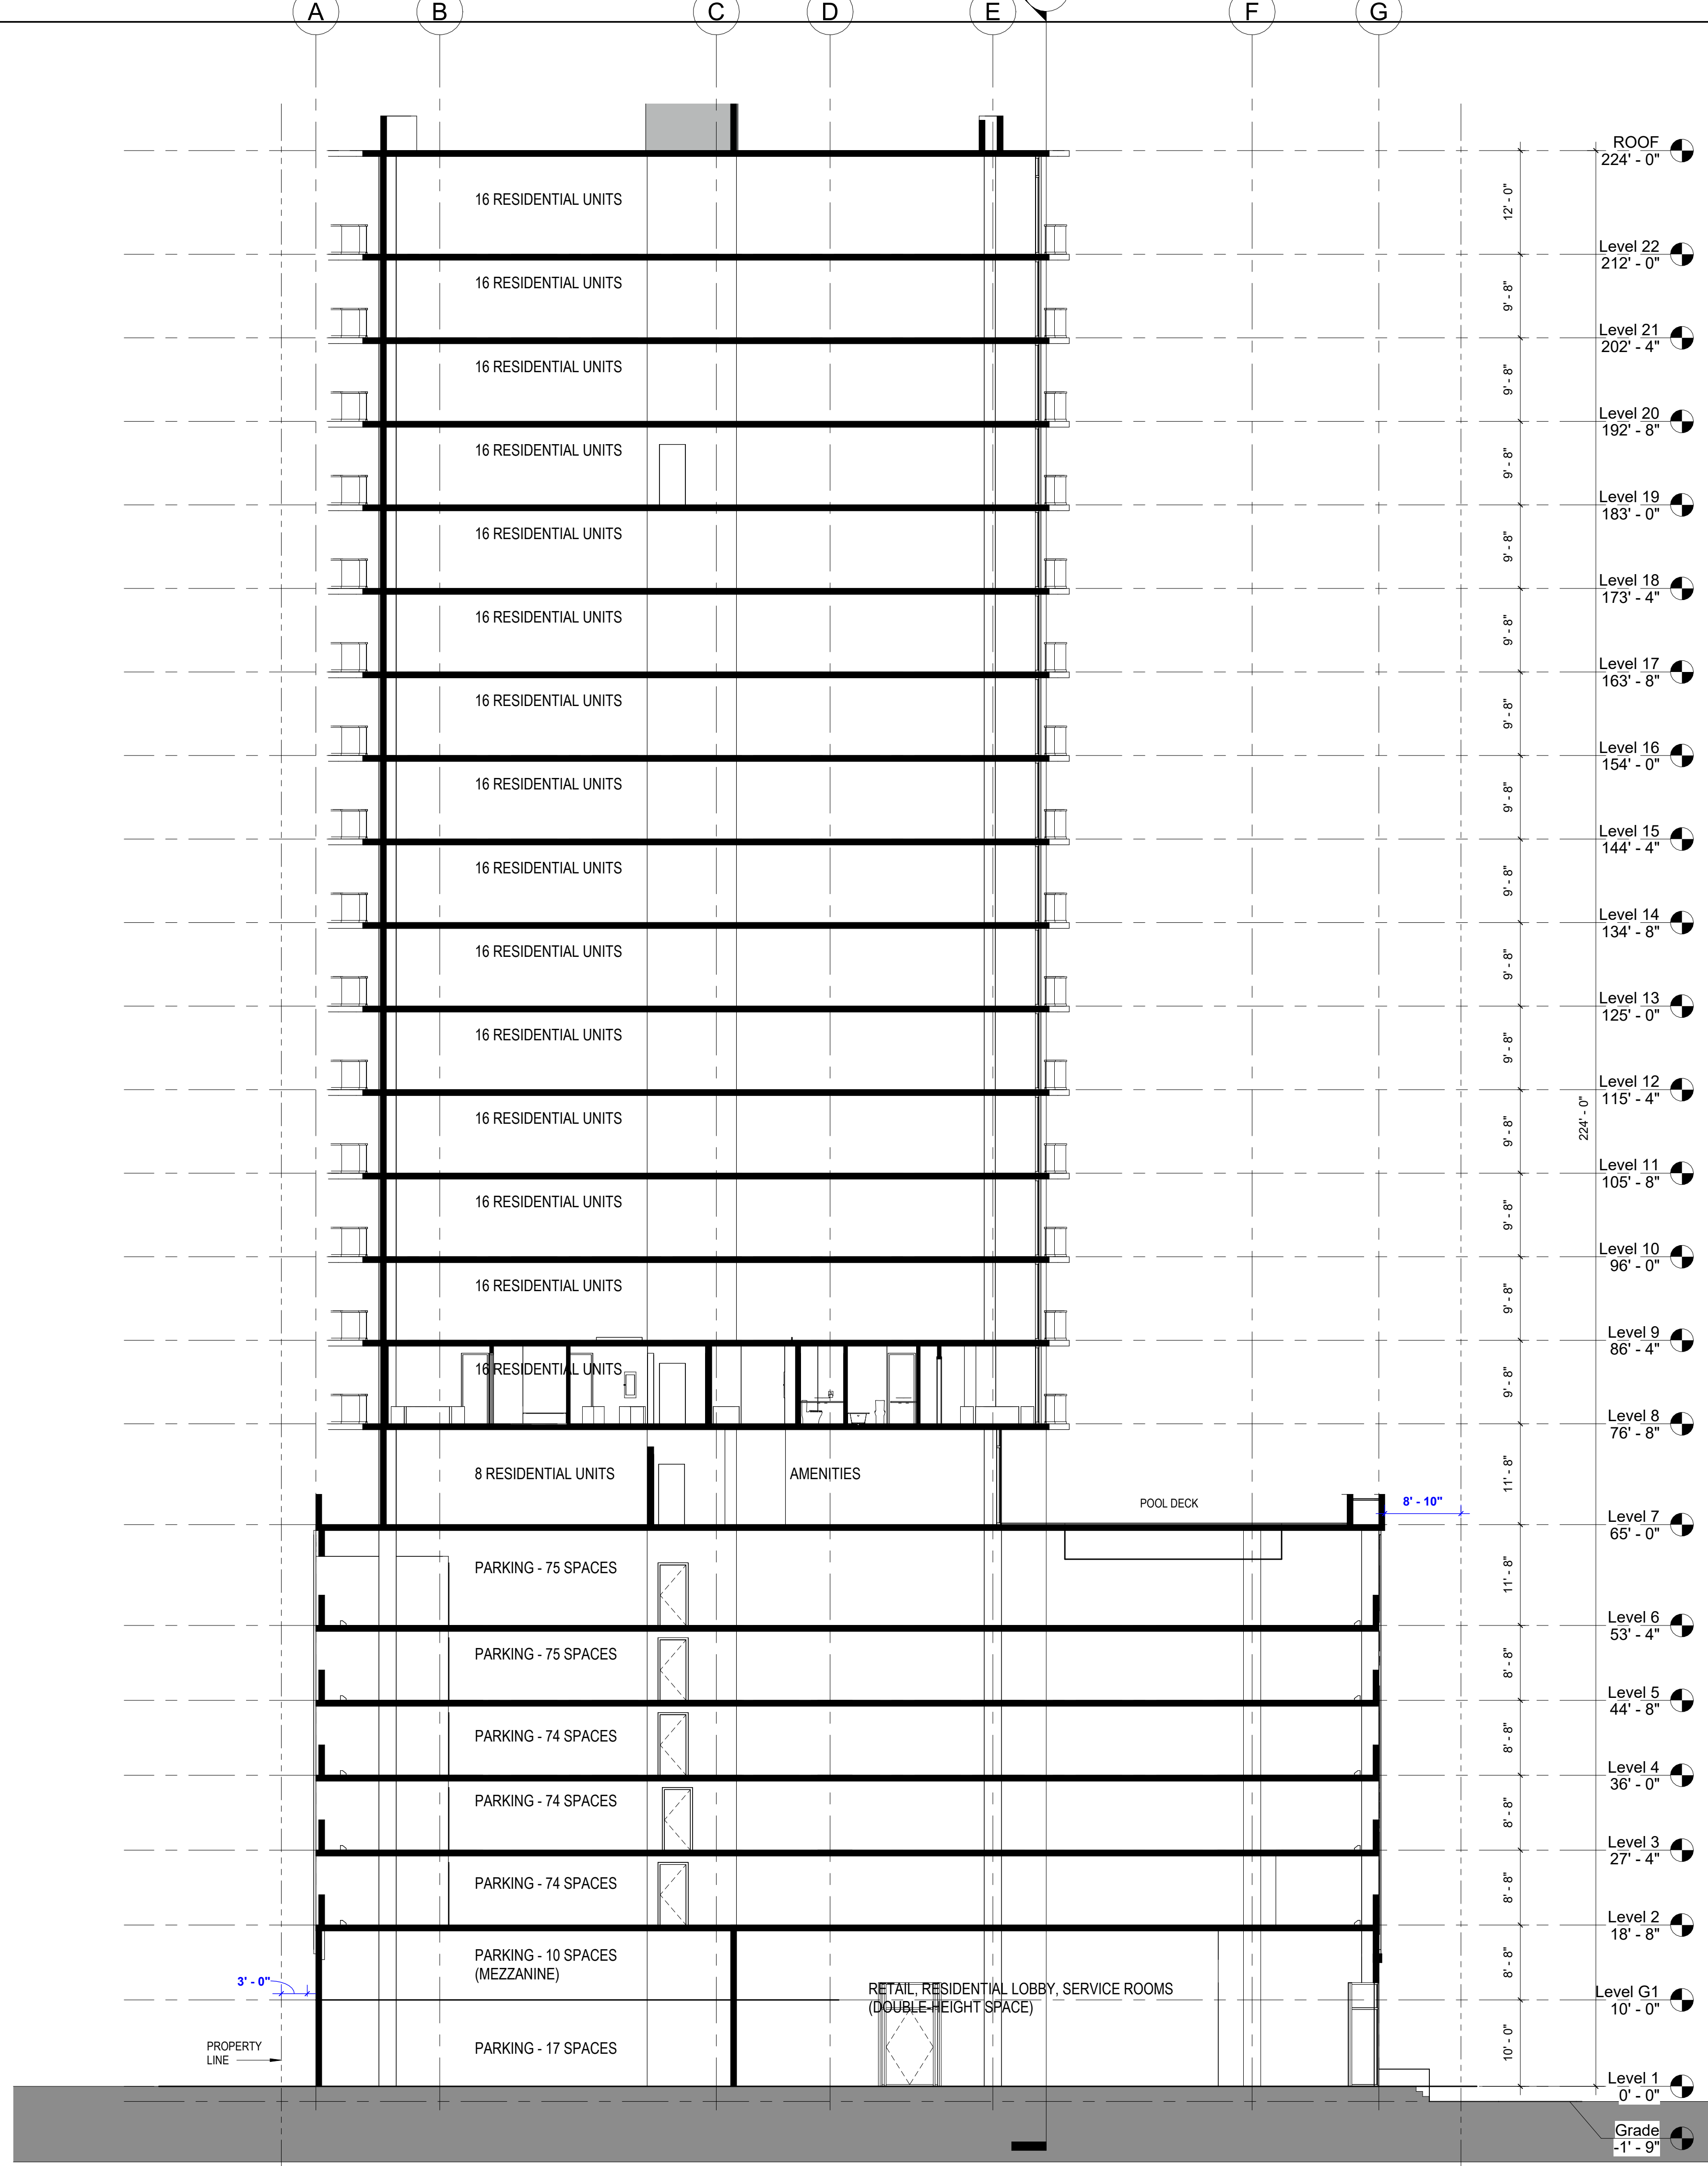 A B C D E F G
ROOF
224' - 0"
16 RESIDENTIAL UNITS
12' - 0"
Level 22
212' - 0"
16 RESIDENTIAL UNITS
9' - 8"
Level 21
202' - 4"
16 RESIDENTIAL UNITS
9' - 8"
Level 20
192' - 8"
16 RESIDENTIAL UNITS
9' - 8"
Level 19
183' - 0"
16 RESIDENTIAL UNITS
9' - 8"
Level 18
173' - 4"
16 RESIDENTIAL UNITS
9' - 8"
Level 17
163' - 8"
16 RESIDENTIAL UNITS
9' - 8"
Level 16
154' - 0"
16 RESIDENTIAL UNITS
9' - 8"
Level 15
144' - 4"
16 RESIDENTIAL UNITS
9' - 8"
Level 14
134' - 8"
16 RESIDENTIAL UNITS
9' - 8"
Level 13
125' - 0"
16 RESIDENTIAL UNITS
9' - 8"
Level 12
115' - 4"
224' - 0"
16 RESIDENTIAL UNITS
9' - 8"
Level 11
105' - 8"
16 RESIDENTIAL UNITS
9' - 8"
Level 10
96' - 0"
16 RESIDENTIAL UNITS
9' - 8"
Level 9
86' - 4"
16 RESIDENTIAL UNITS
9' - 8"
Level 8
76' - 8"
8 RESIDENTIAL UNITS
AMENITIES
11' - 8"
POOL DECK
8' - 10"
Level 7
65' - 0"
PARKING - 75 SPACES
11' - 8"
Level 6
53' - 4"
PARKING - 75 SPACES
8' - 8"
Level 5
44' - 8"
PARKING - 74 SPACES
8' - 8"
Level 4
36' - 0"
PARKING - 74 SPACES
8' - 8"
Level 3
27' - 4"
PARKING - 74 SPACES
8' - 8"
Level 2
18' - 8"
PARKING - 10 SPACES
(MEZZANINE)
8' - 8"
3' - 0"
RETAIL, RESIDENTIAL LOBBY, SERVICE ROOMS
(DOUBLE-HEIGHT SPACE)
Level G1
10' - 0"
PROPERTY
LINE
PARKING - 17 SPACES
10' - 0"
Level 1
0' - 0"
Grade
-1' - 9"